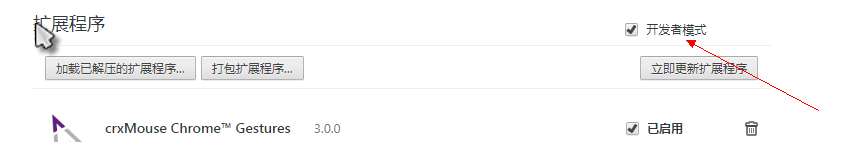 扩展程序
开发者模式
加载已解压的扩展程序... 打包扩展程序... 立即更新扩展程序
crxMouse Chrome™ Gestures 3.0.0 已启用